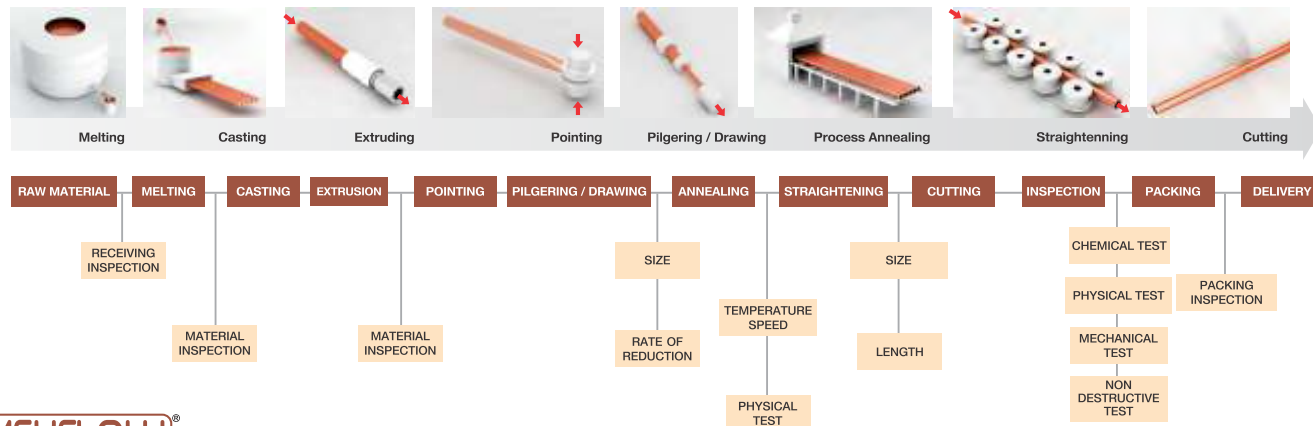 Melting
Casting
Extruding
Pointing
Pilgering / Drawing
Process Annealing
Straightenning
Cutting
RAW MATERIAL
MELTING
CASTING
EXTRUSION
POINTING
PILGERING / DRAWING
ANNEALING
STRAIGHTENING
CUTTING
INSPECTION
PACKING
DELIVERY
RECEIVING
INSPECTION
MATERIAL
INSPECTION
MATERIAL
INSPECTION
SIZE
RATE OF
REDUCTION
TEMPERATURE
SPEED
PHYSICAL
TEST
SIZE
LENGTH
CHEMICAL TEST
PHYSICAL TEST
MECHANICAL
TEST
NON
DESTRUCTIVE
TEST
PACKING
INSPECTION
®